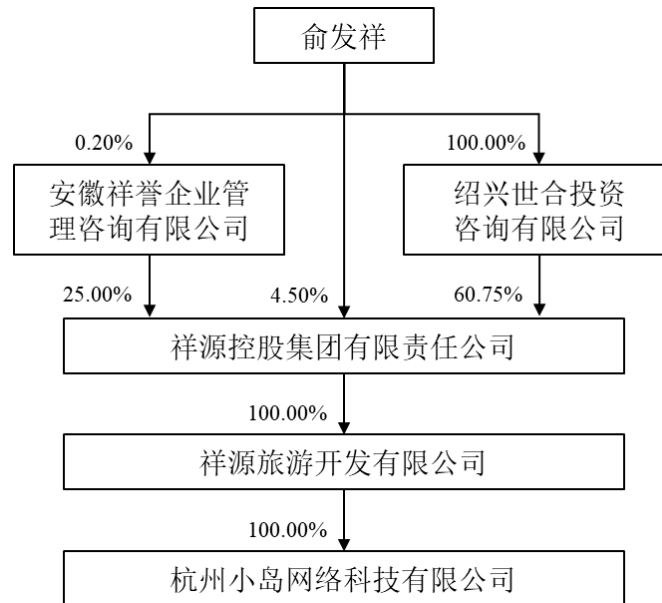 俞发祥
0.20%
100.00%
安徽祥誉企业管
理咨询有限公司
绍兴世合投资
咨询有限公司
25.00%
4.50%
60.75%
祥源控股集团有限责任公司
100.00%
祥源旅游开发有限公司
100.00%
杭州小岛网络科技有限公司